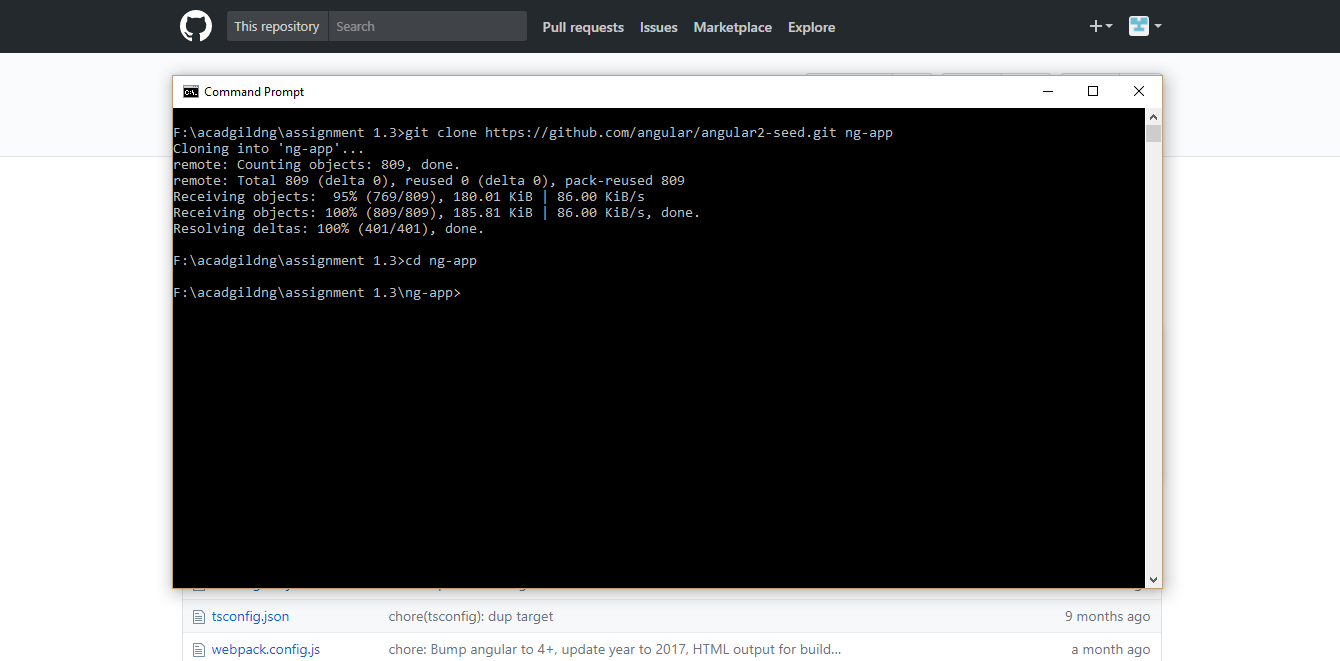 This repository Search Pull requests Issues Marketplace Explore
Command Prompt
F:\acadgildng\assignment 1.3>git clone https://github.com/angular/angular2-seed.git ng-app
Cloning into 'ng-app'...
remote: Counting objects: 809, done.
remote: Total 809 (delta 0), reused 0 (delta 0), pack-reused 809
Receiving objects:  95% (769/809), 180.01 KiB | 86.00 KiB/s
Receiving objects: 100% (809/809), 185.81 KiB | 86.00 KiB/s, done.
Resolving deltas: 100% (401/401), done.
F:\acadgildng\assignment 1.3>cd ng-app
F:\acadgildng\assignment 1.3\ng-app>
tsconfig.json chore(tsconfig): dup target 9 months ago
webpack.config.js chore: Bump angular to 4+, update year to 2017, HTML output for build... a month ago